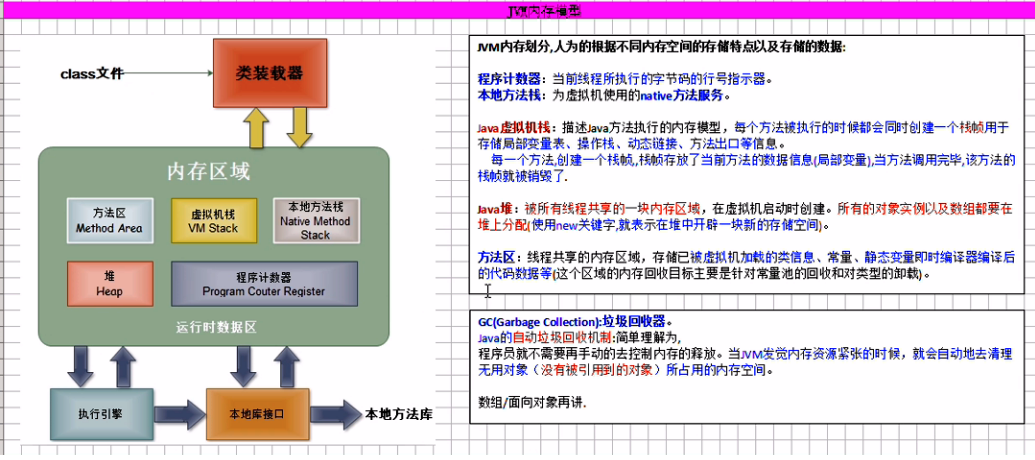 JVM内存模型
class文件
类装载器
内存区域
方法区
Method Area
虚拟机栈
VM Stack
本地方法栈
Native Method
Stack
堆
Heap
程序计数器
Program Couter Register
运行时数据区
执行引擎
本地库接口
本地方法库
JVM内存划分,人为的根据不同内存空间的存储特点以及存储的数据:
程序计数器：当前线程所执行的字节码的行号指示器。
本地方法栈：为虚拟机使用的native方法服务。
Java虚拟机栈：描述Java方法执行的内存模型，每个方法被执行的时候都会同时创建一个栈帧用于
存储局部变量表、操作栈、动态链接、方法出口等信息。
每一个方法,创建一个栈帧,栈帧存放了当前方法的数据信息(局部变量),当方法调用完毕,该方法的
栈帧就被销毁了.
Java堆：被所有线程共享的一块内存区域，在虚拟机启动时创建。所有的对象实例以及数组都要在
堆上分配(使用new关键字,就表示在堆中开辟一块新的存储空间)。
方法区：线程共享的内存区域，存储已被虚拟机加载的类信息、常量、静态变量即时编译器编译后
的代码数据等(这个区域的内存回收目标主要是针对常量池的回收和对类型的卸载)。
GC(Garbage Collection):垃圾回收器。
Java的自动垃圾回收机制:简单理解为,
程序员就不需要再手动的去控制内存的释放。当JVM发觉内存资源紧张的时候，就会自动地去清理
无用对象（没有被引用到的对象）所占用的内存空间。
数组/面向对象再讲.